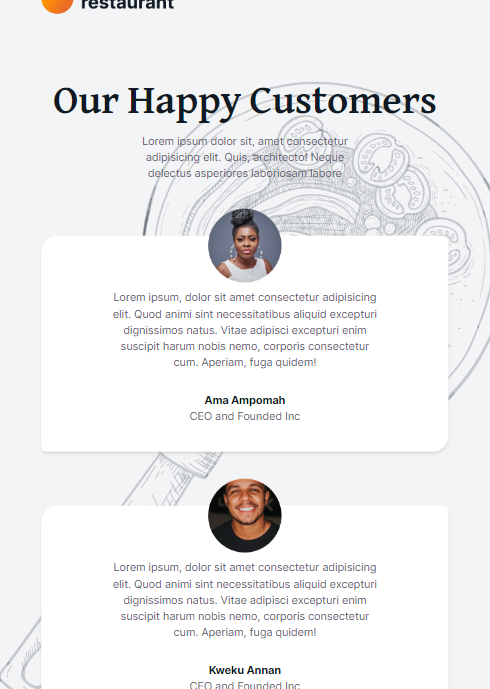 restaurant
Our Happy Customers
Lorem ipsum dolor sit, amet consectetur
adipisicing elit. Quis, architecto! Neque
delectus asperiores laboriosam labore
Lorem ipsum, dolor sit amet consectetur adipisicing
elit. Quod animi sint necessitatibus aliquid excepturi
dignissimos natus. Vitae adipisci excepturi enim
suscipit harum nobis nemo, corporis consectetur
cum. Aperiam, fuga quidem!
Ama Ampomah
CEO and Founded Inc
Lorem ipsum, dolor sit amet consectetur adipisicing
elit. Quod animi sint necessitatibus aliquid excepturi
dignissimos natus. Vitae adipisci excepturi enim
suscipit harum nobis nemo, corporis consectetur
cum. Aperiam, fuga quidem!
Kweku Annan
CEO and Founded Inc